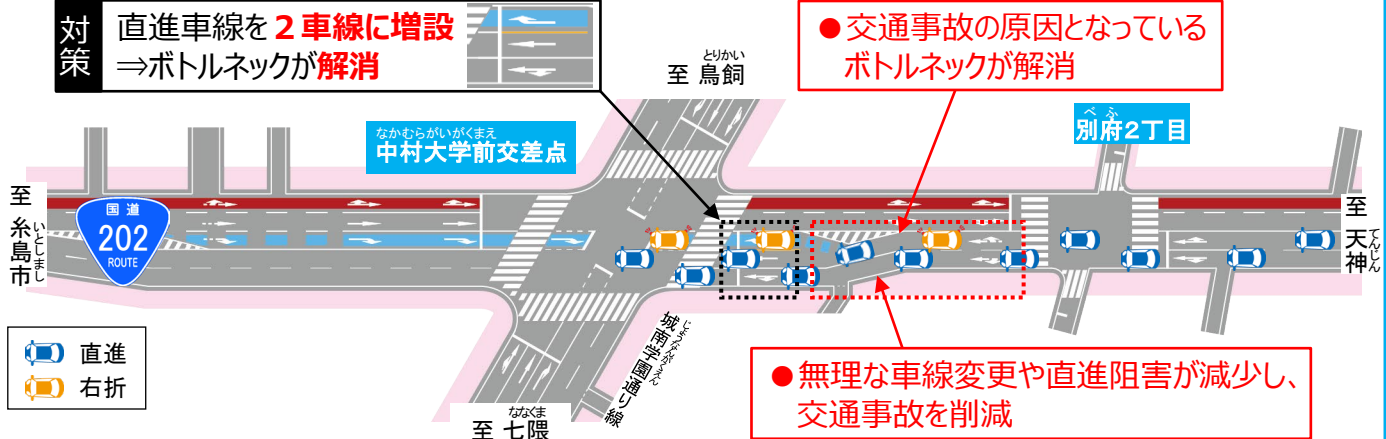 対策
直進車線を2車線に増設
⇒ボトルネックが解消
●交通事故の原因となっている
ボトルネックが解消
とりかい
至 鳥飼
なかむらがいがくまえ
中村大学前交差点
べふ
別府2丁目
至 糸島市
いとしまし
国道
202
ROUTE
至 天神
てんじん
直進
右折
城南学園通り線
じょうなんがくえん
ななくま
至 七隈
●無理な車線変更や直進阻害が減少し、
交通事故を削減